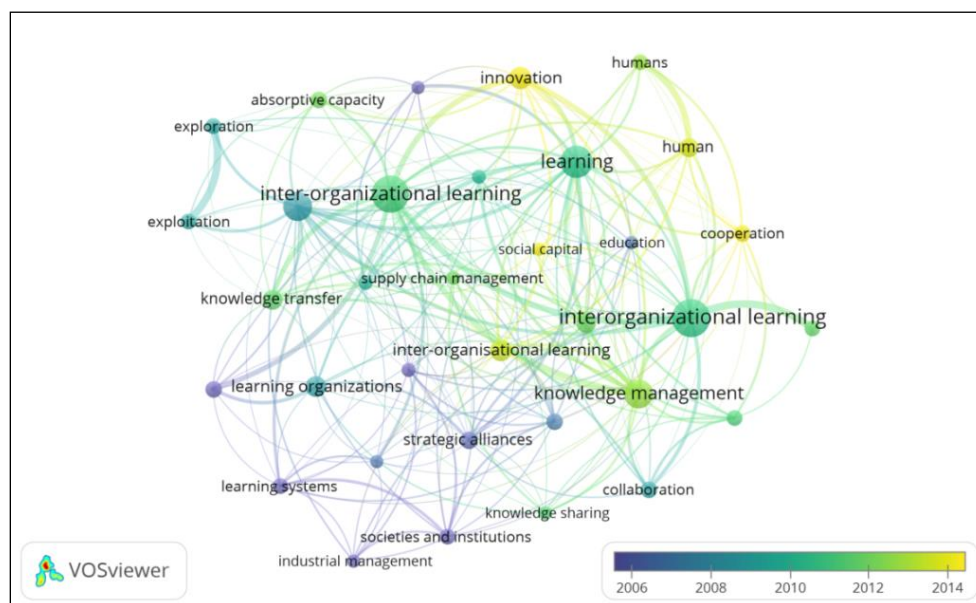 humans
innovation
absorptive capacity
exploration
human
learning
inter-organizational learning
exploitation
cooperation
education
social capital
supply chain management
knowledge transfer
interorganizational learning
inter-organisational learning
learning organizations
knowledge management
strategic alliances
learning systems
collaboration
knowledge sharing
societies and institutions
industrial management
VOSviewer
2006 2008 2010 2012 2014